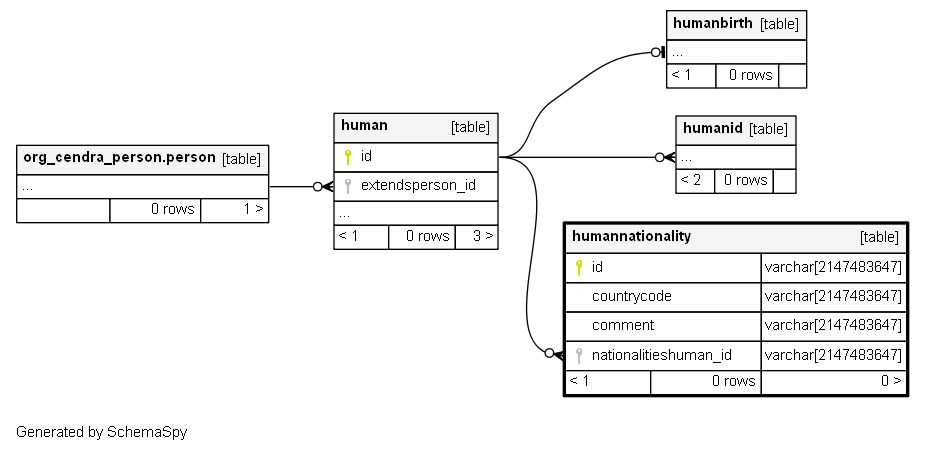 humanbirth [table]
...
< 1 0 rows
human [table]
id
extendsperson_id
...
< 1 0 rows 3 >
humanid [table]
...
< 2 0 rows
org_cendra_person.person [table]
...
0 rows 1 >
humannationality [table]
id varchar[2147483647]
countrycode varchar[2147483647]
comment varchar[2147483647]
nationalitieshuman_id varchar[2147483647]
< 1 0 rows 0 >
Generated by SchemaSpy